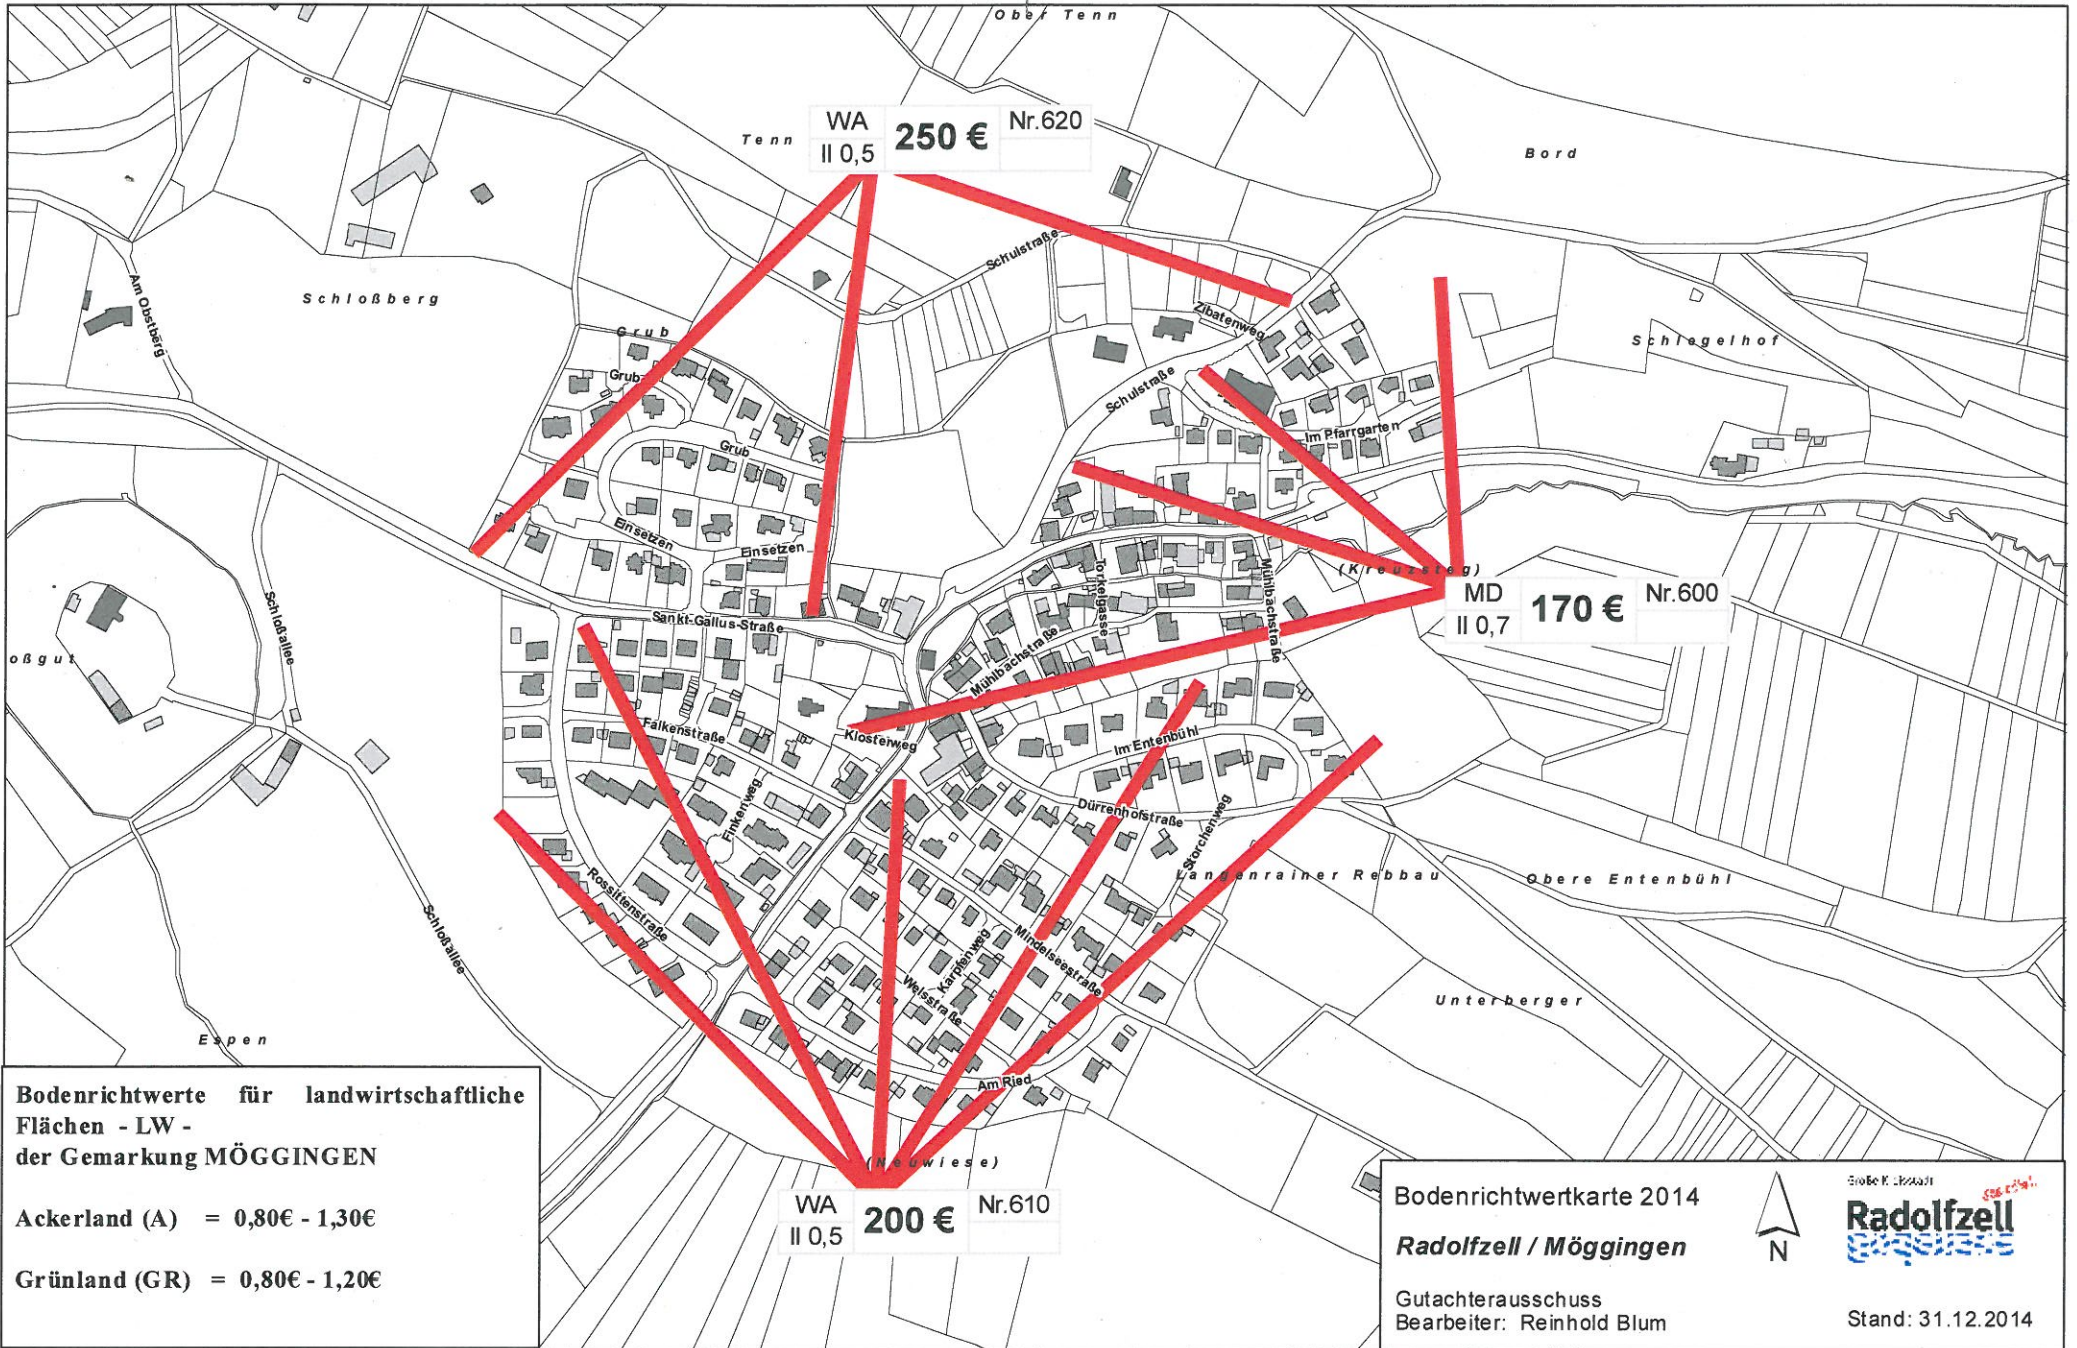 Ober Tenn
WA
II 0,5
250 €
Nr.620
Tenn
Bord
Schulstraße
Am Obstberg
Schloßberg
Zibatenweg
Grub
Schlegelhof
Grub
Schulstraße
Im Pfarrgarten
Grub
Einsetzen
Einsetzen
(Kreuzsteg)
MD
II 0,7
170 €
Nr.600
Torkelgasse
Mühlbachstraße
Schloßallee
Sankt-Gallus-Straße
Mühlbachstraße
oßgut
Falkenstraße
Klosterweg
Im Entenbühl
Finkenweg
Dürrenhofstraße
Storchenweg
Langenrainer Rebbau
Obere Entenbühl
Rossittenstraße
Schloßallee
Karpfenweg
Mindelseestraße
Weisstraße
Unterberger
Espen
Am Ried
(Neuwiese)
WA
II 0,5
200 €
Nr.610
Bodenrichtwerte für landwirtschaftliche
Flächen - LW -
der Gemarkung MÖGGINGEN
Ackerland (A) = 0,80€ - 1,30€
Grünland (GR) = 0,80€ - 1,20€
Bodenrichtwertkarte 2014
Radolfzell / Möggingen
Gutachterausschuss
Bearbeiter: Reinhold Blum
N
Radolfzell
Stand: 31.12.2014